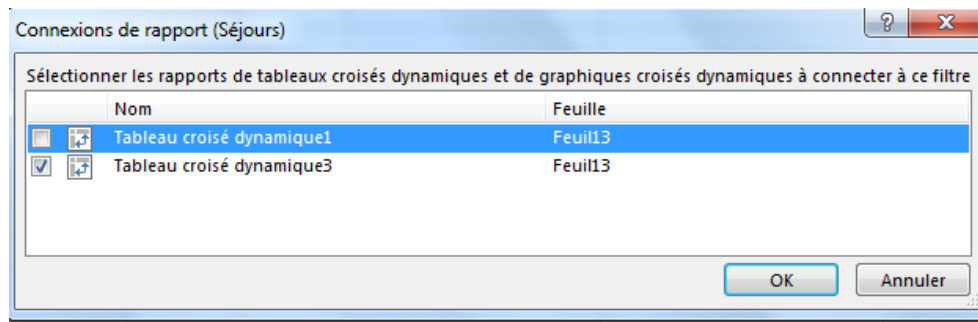 Connexions de rapport (Séjours)
Sélectionner les rapports de tableaux croisés dynamiques et de graphiques croisés dynamiques à connecter à ce filtre
Nom Feuille
Tableau croisé dynamique1 Feuil13
Tableau croisé dynamique3 Feuil13
OK Annuler